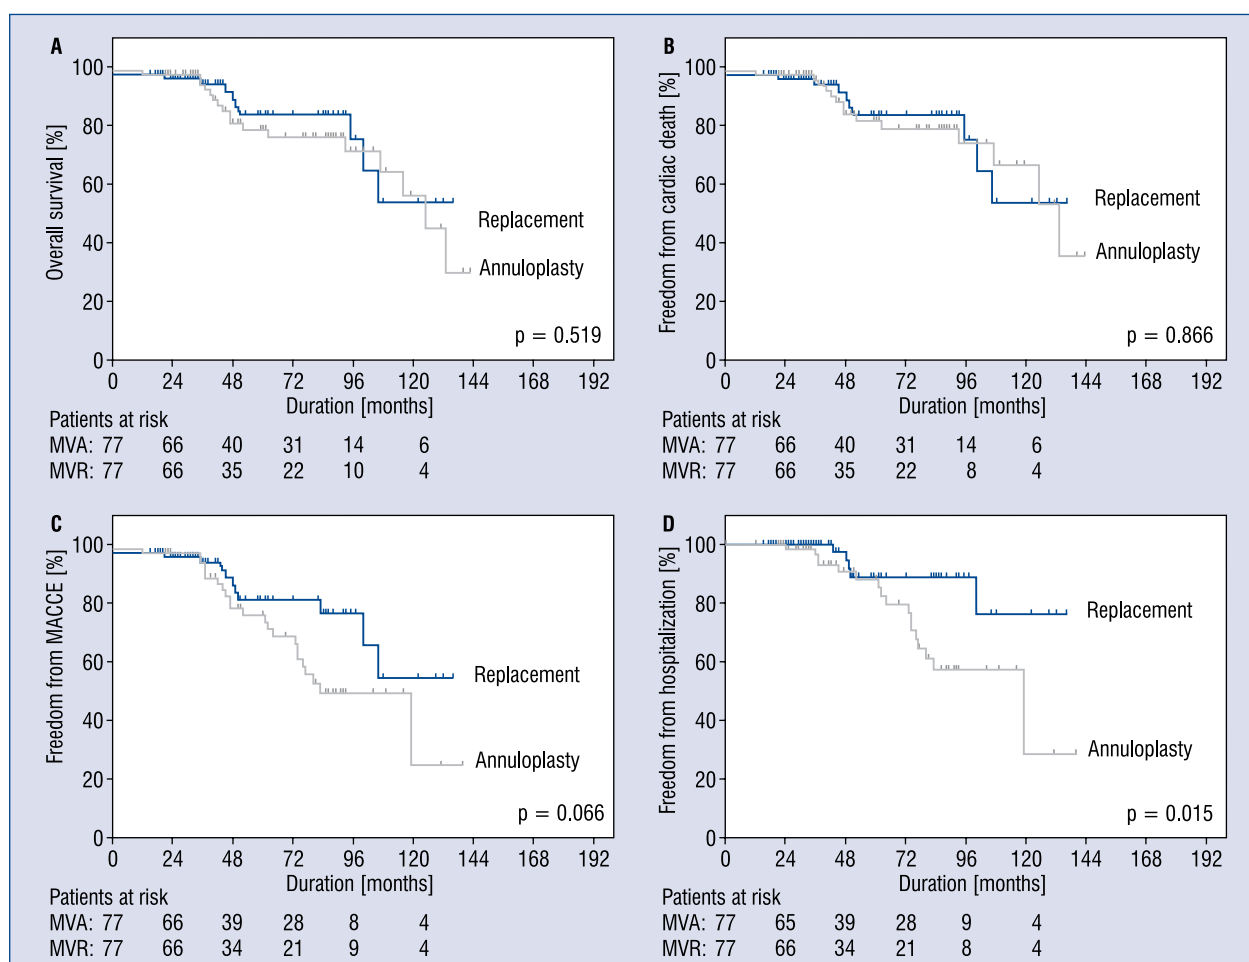 A
Overall survival [%]
100
80
60
40
20
0
Replacement
Annuloplasty
p = 0.519
0 24 48 72 96 120 144 168 192
Duration [months]
Patients at risk
MVA: 77 66 40 31 14 6
MVR: 77 66 35 22 10 4
B
Freedom from cardiac death [%]
100
80
60
40
20
0
Replacement
Annuloplasty
p = 0.866
0 24 48 72 96 120 144 168 192
Duration [months]
Patients at risk
MVA: 77 66 40 31 14 6
MVR: 77 66 35 22 8 4
C
Freedom from MACCE [%]
100
80
60
40
20
0
Replacement
Annuloplasty
p = 0.066
0 24 48 72 96 120 144 168 192
Duration [months]
Patients at risk
MVA: 77 66 39 28 8 4
MVR: 77 66 34 21 9 4
D
Freedom from hospitalization [%]
100
80
60
40
20
0
Replacement
Annuloplasty
p = 0.015
0 24 48 72 96 120 144 168 192
Duration [months]
Patients at risk
MVA: 77 65 39 28 9 4
MVR: 77 66 34 21 8 4